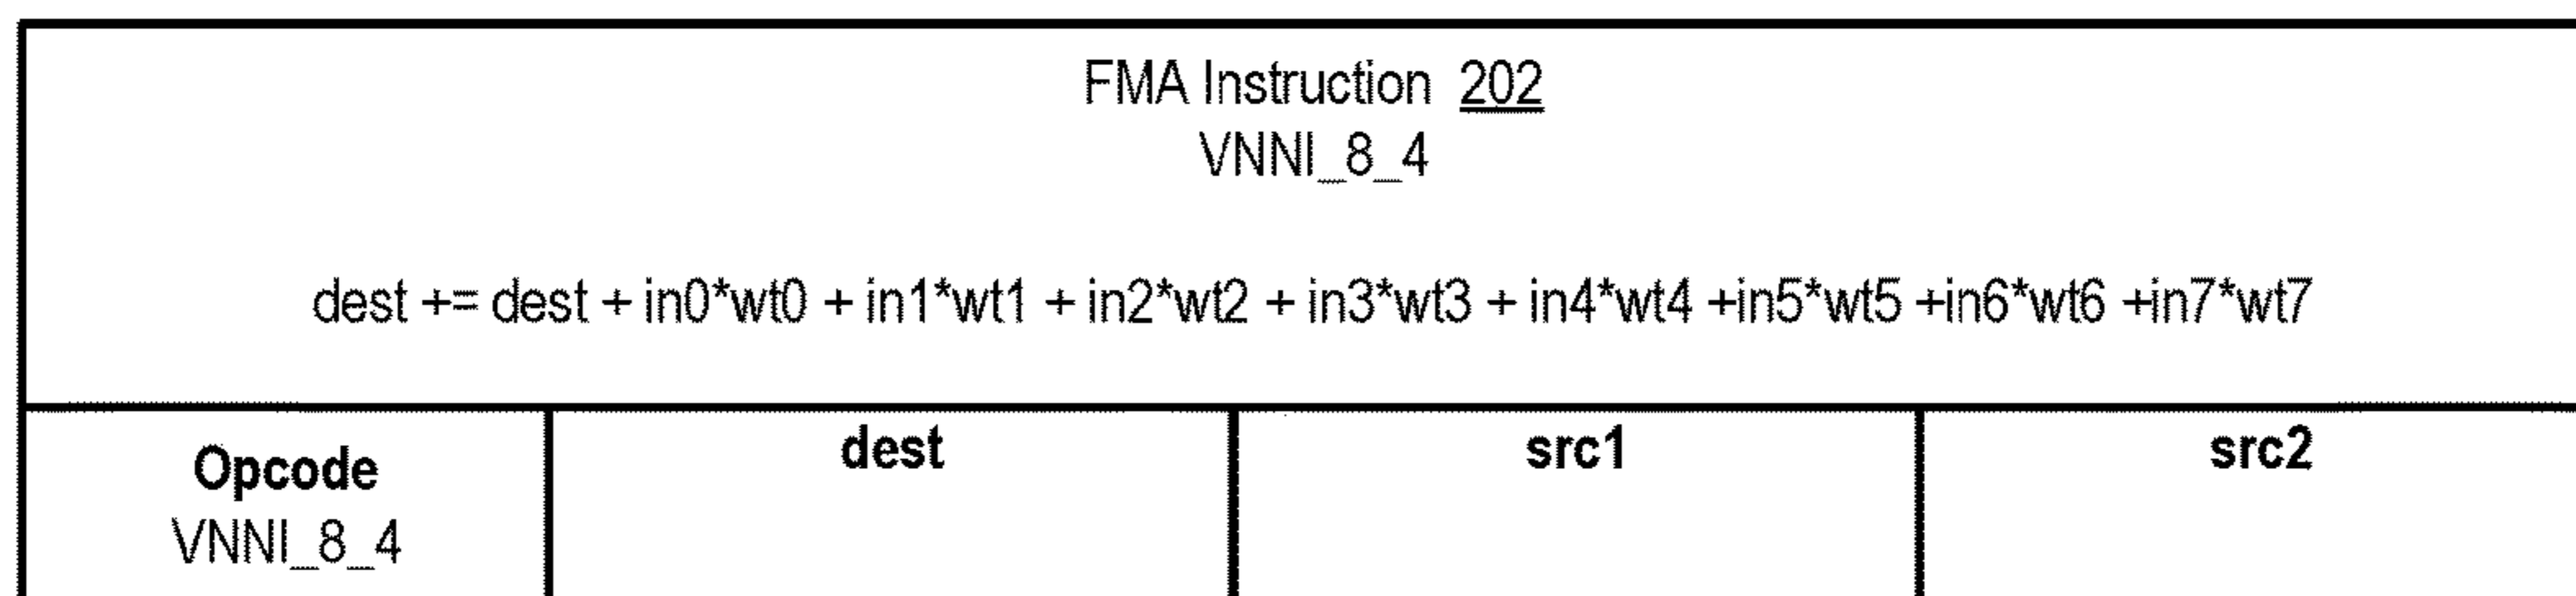 FMA Instruction 202
VNNI_8_4
dest += dest + in0*wt0 + in1*wt1 + in2*wt2 + in3*wt3 + in4*wt4 +in5*wt5 +in6*wt6 +in7*wt7
Opcode
VNNI_8_4
dest
src1
src2